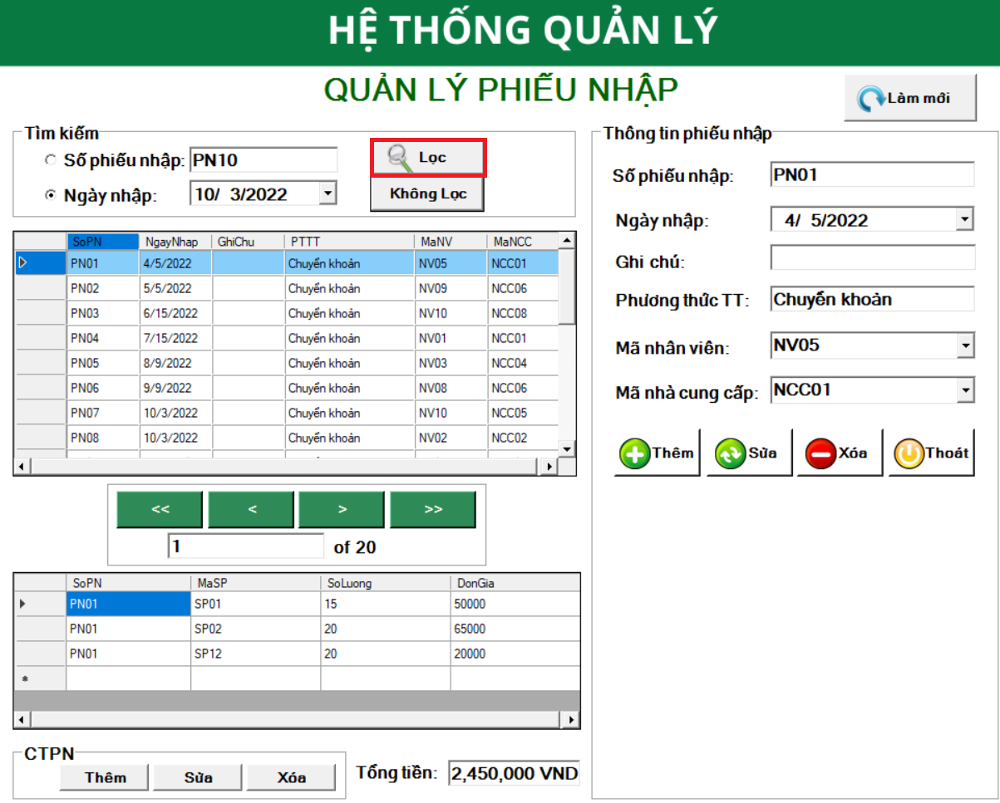 HỆ THỐNG QUẢN LÝ
QUẢN LÝ PHIẾU NHẬP
Làm mới
Tìm kiếm
Số phiếu nhập: PN10
Lọc
Ngày nhập: 10/ 3/2022
Không Lọc
SoPN NgayNhap GhiChu PTTT MaNV MaNCC
PN01 4/5/2022 Chuyển khoản NV05 NCC01
PN02 5/5/2022 Chuyển khoản NV09 NCC06
PN03 6/15/2022 Chuyển khoản NV10 NCC08
PN04 7/15/2022 Chuyển khoản NV01 NCC01
PN05 8/9/2022 Chuyển khoản NV03 NCC04
PN06 9/9/2022 Chuyển khoản NV08 NCC06
PN07 10/3/2022 Chuyển khoản NV10 NCC05
PN08 10/3/2022 Chuyển khoản NV02 NCC02
<< < > >>
1 of 20
SoPN MaSP SoLuong DonGia
PN01 SP01 15 50000
PN01 SP02 20 65000
PN01 SP12 20 20000
*
CTPN
Thêm Sửa Xóa
Tổng tiền: 2,450,000 VND
Thông tin phiếu nhập
Số phiếu nhập: PN01
Ngày nhập: 4/ 5/2022
Ghi chú:
Phương thức TT: Chuyển khoản
Mã nhân viên: NV05
Mã nhà cung cấp: NCC01
Thêm Sửa Xóa Thoát